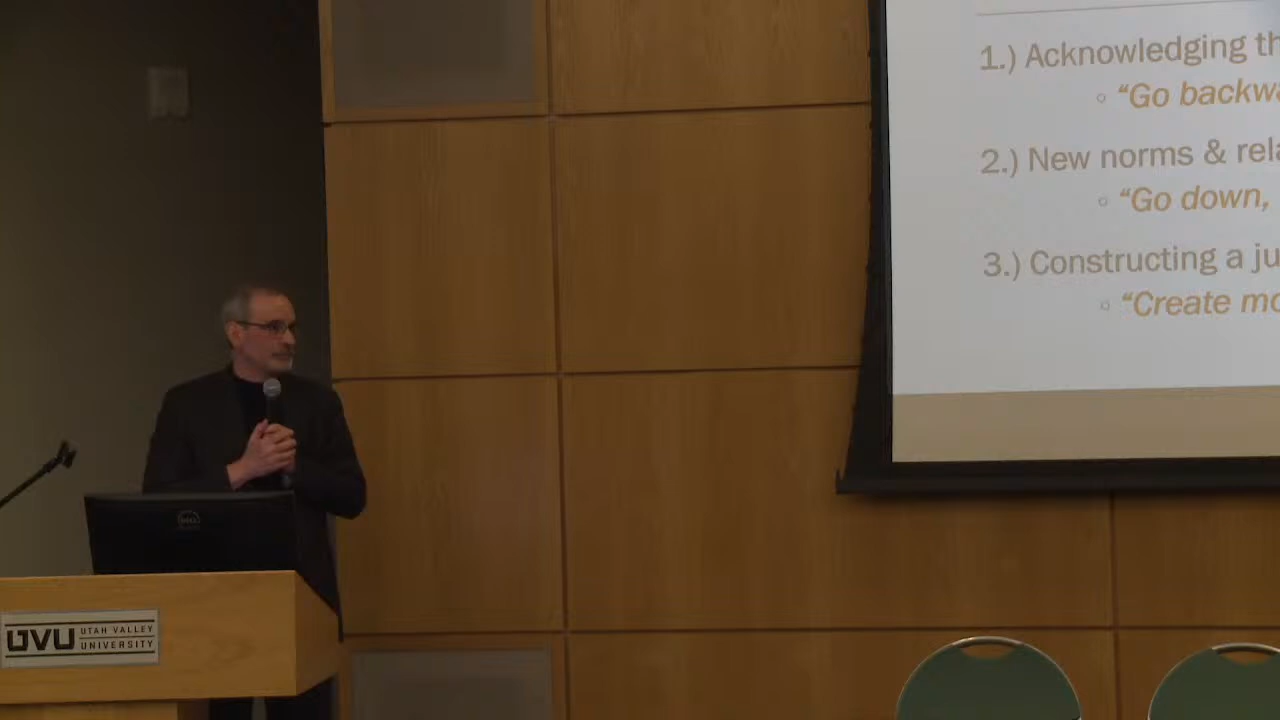 1.) Acknowledging th
“Go backwa
2.) New norms & rela
“Go down,
3.) Constructing a ju
“Create mo
DELL
UVU UTAH VALLEY
UNIVERSITY